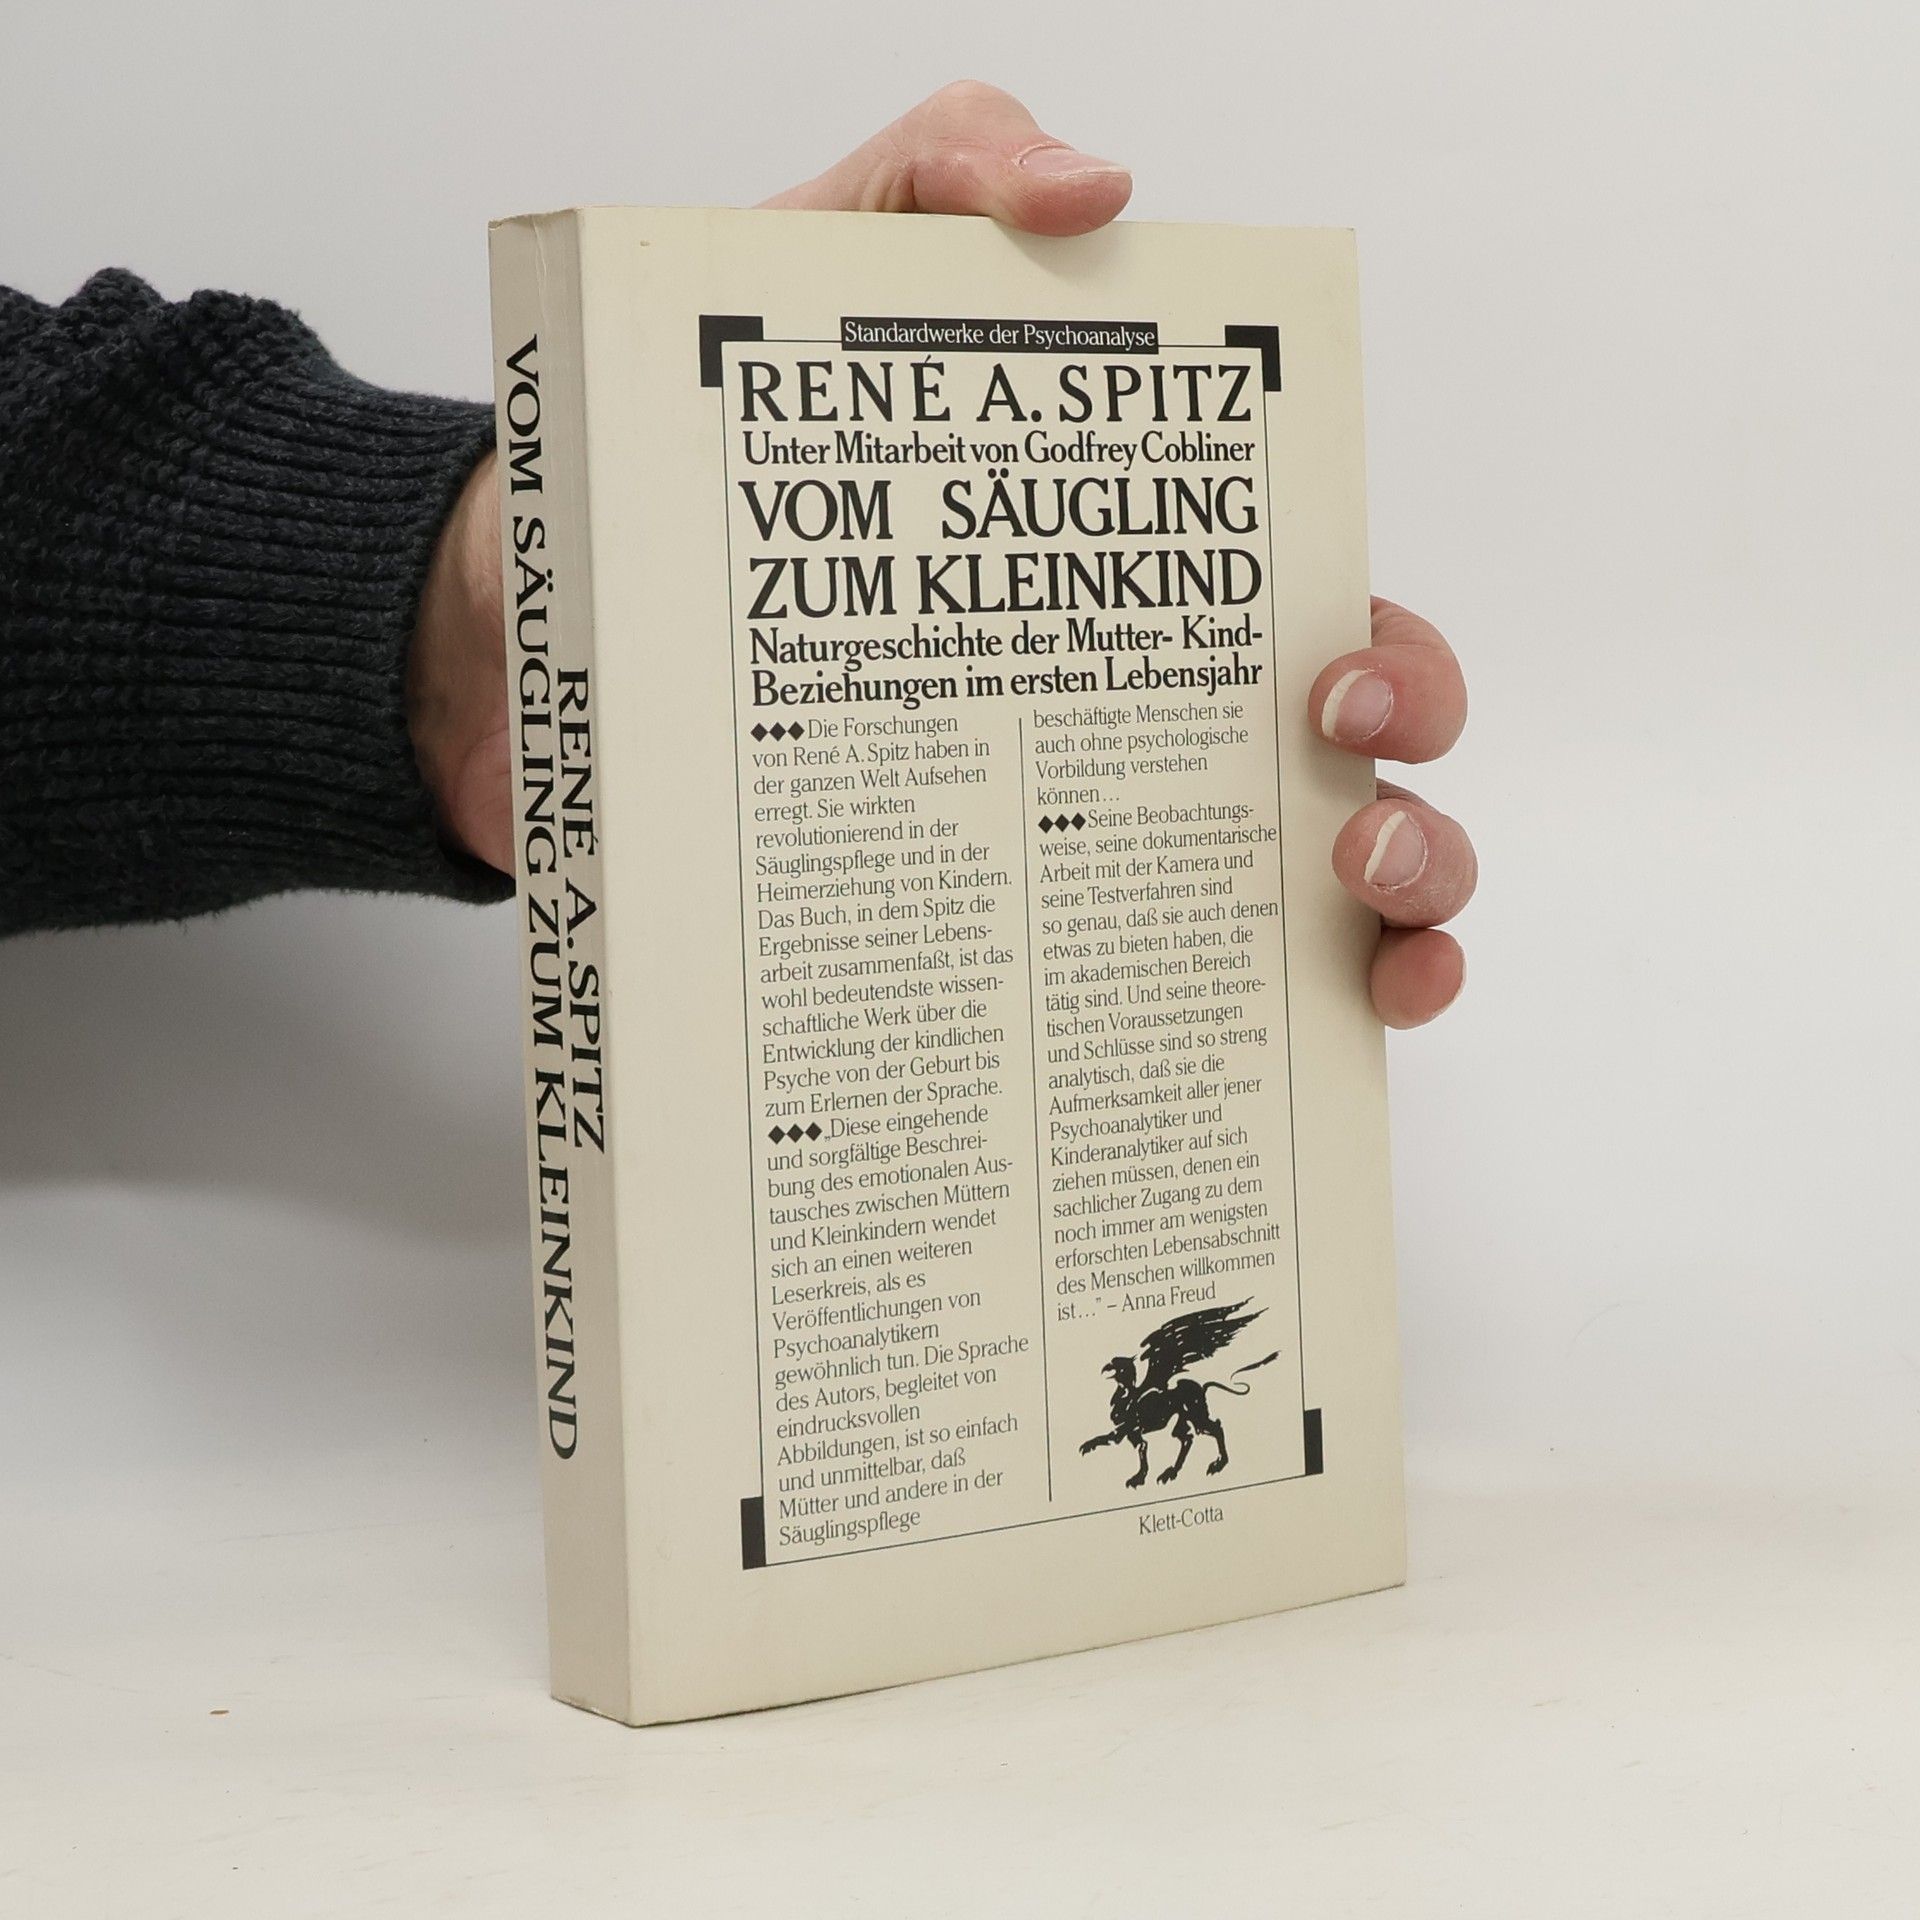 VOM SÄUGLING ZUM KLEINKIND
RENÉ A. SPITZ
Standardwerke der Psychoanalyse
RENÉ A. SPITZ
Unter Mitarbeit von Godfrey Cobliner
VOM SÄUGLING
ZUM KLEINKIND
Naturgeschichte der Mutter- Kind-
Beziehungen im ersten Lebensjahr
◆◆◆Die Forschungen
von René A. Spitz haben in
der ganzen Welt Aufsehen
erregt. Sie wirkten
revolutionierend in der
Säuglingspflege und in der
Heimerziehung von Kindern.
Das Buch, in dem Spitz die
Ergebnisse seiner Lebens-
arbeit zusammenfaßt, ist das
wohl bedeutendste wissen-
schaftliche Werk über die
Entwicklung der kindlichen
Psyche von der Geburt bis
zum Erlernen der Sprache.
◆◆◆„Diese eingehende
und sorgfältige Beschrei-
bung des emotionalen Aus-
tausches zwischen Müttern
und Kleinkindern wendet
sich an einen weiteren
Leserkreis, als es
Veröffentlichungen von
Psychoanalytikern
gewöhnlich tun. Die Sprache
des Autors, begleitet von
eindrucksvollen
Abbildungen, ist so einfach
und unmittelbar, daß
Mütter und andere in der
Säuglingspflege
beschäftigte Menschen sie
auch ohne psychologische
Vorbildung verstehen
können...
◆◆◆Seine Beobachtungs-
weise, seine dokumentarische
Arbeit mit der Kamera und
seine Testverfahren sind
so genau, daß sie auch denen
etwas zu bieten haben, die
im akademischen Bereich
tätig sind. Und seine theore-
tischen Voraussetzungen
und Schlüsse sind so streng
analytisch, daß sie die
Aufmerksamkeit aller jener
Psychoanalytiker und
Kinderanalytiker auf sich
ziehen müssen, denen ein
sachlicher Zugang zu dem
noch immer am wenigsten
erforschten Lebensabschnitt
des Menschen willkommen
ist..." – Anna Freud
Klett-Cotta